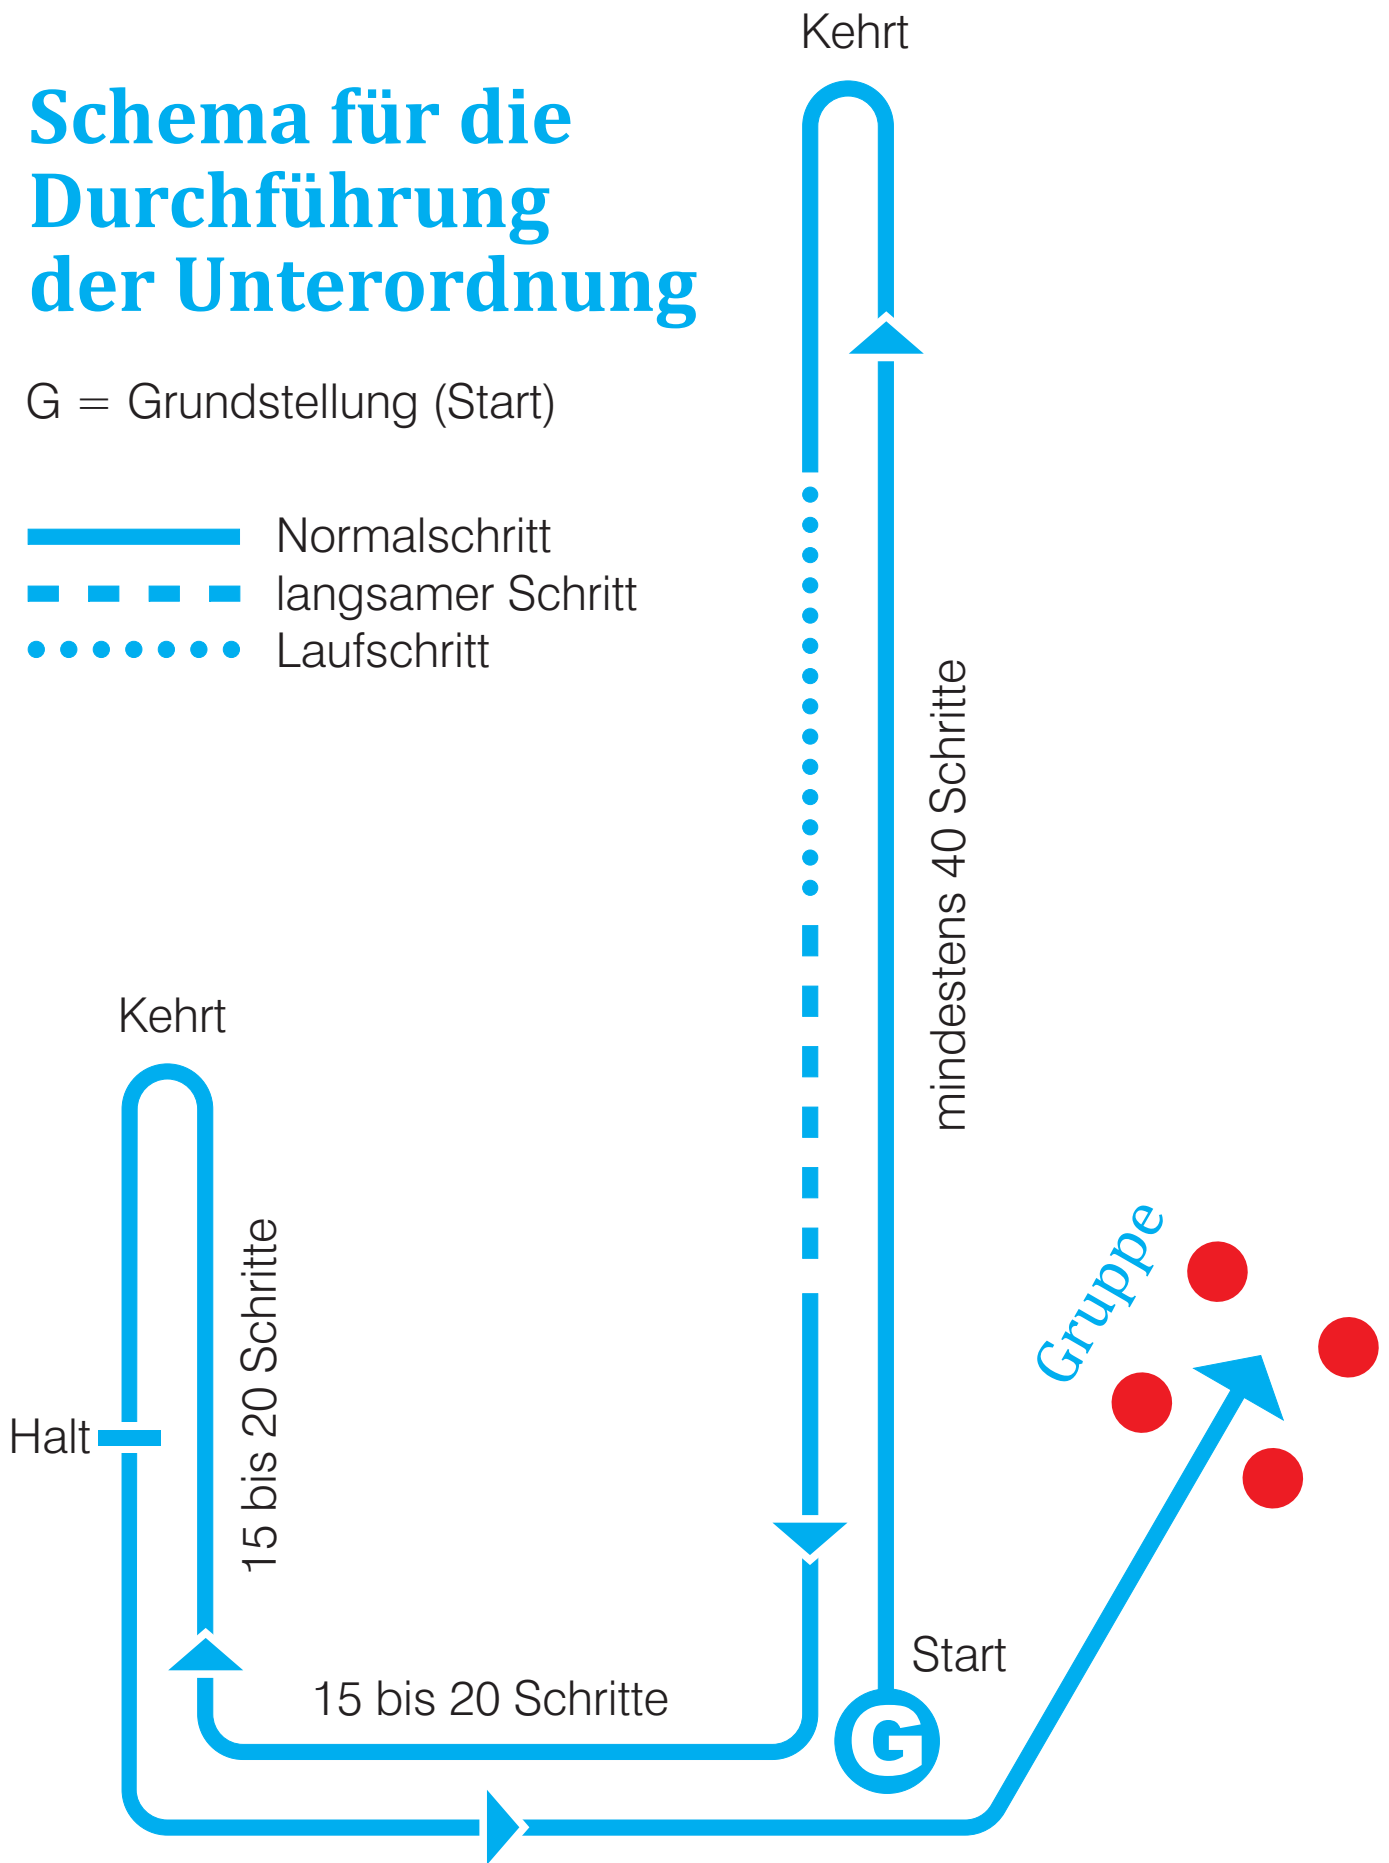 Kehrt
Schema für die
Durchführung
der Unterordnung
G = Grundstellung (Start)
Normalschritt
langsamer Schritt
Laufschritt
mindestens 40 Schritte
Kehrt
Gruppe
15 bis 20 Schritte
Halt
Start
15 bis 20 Schritte
G